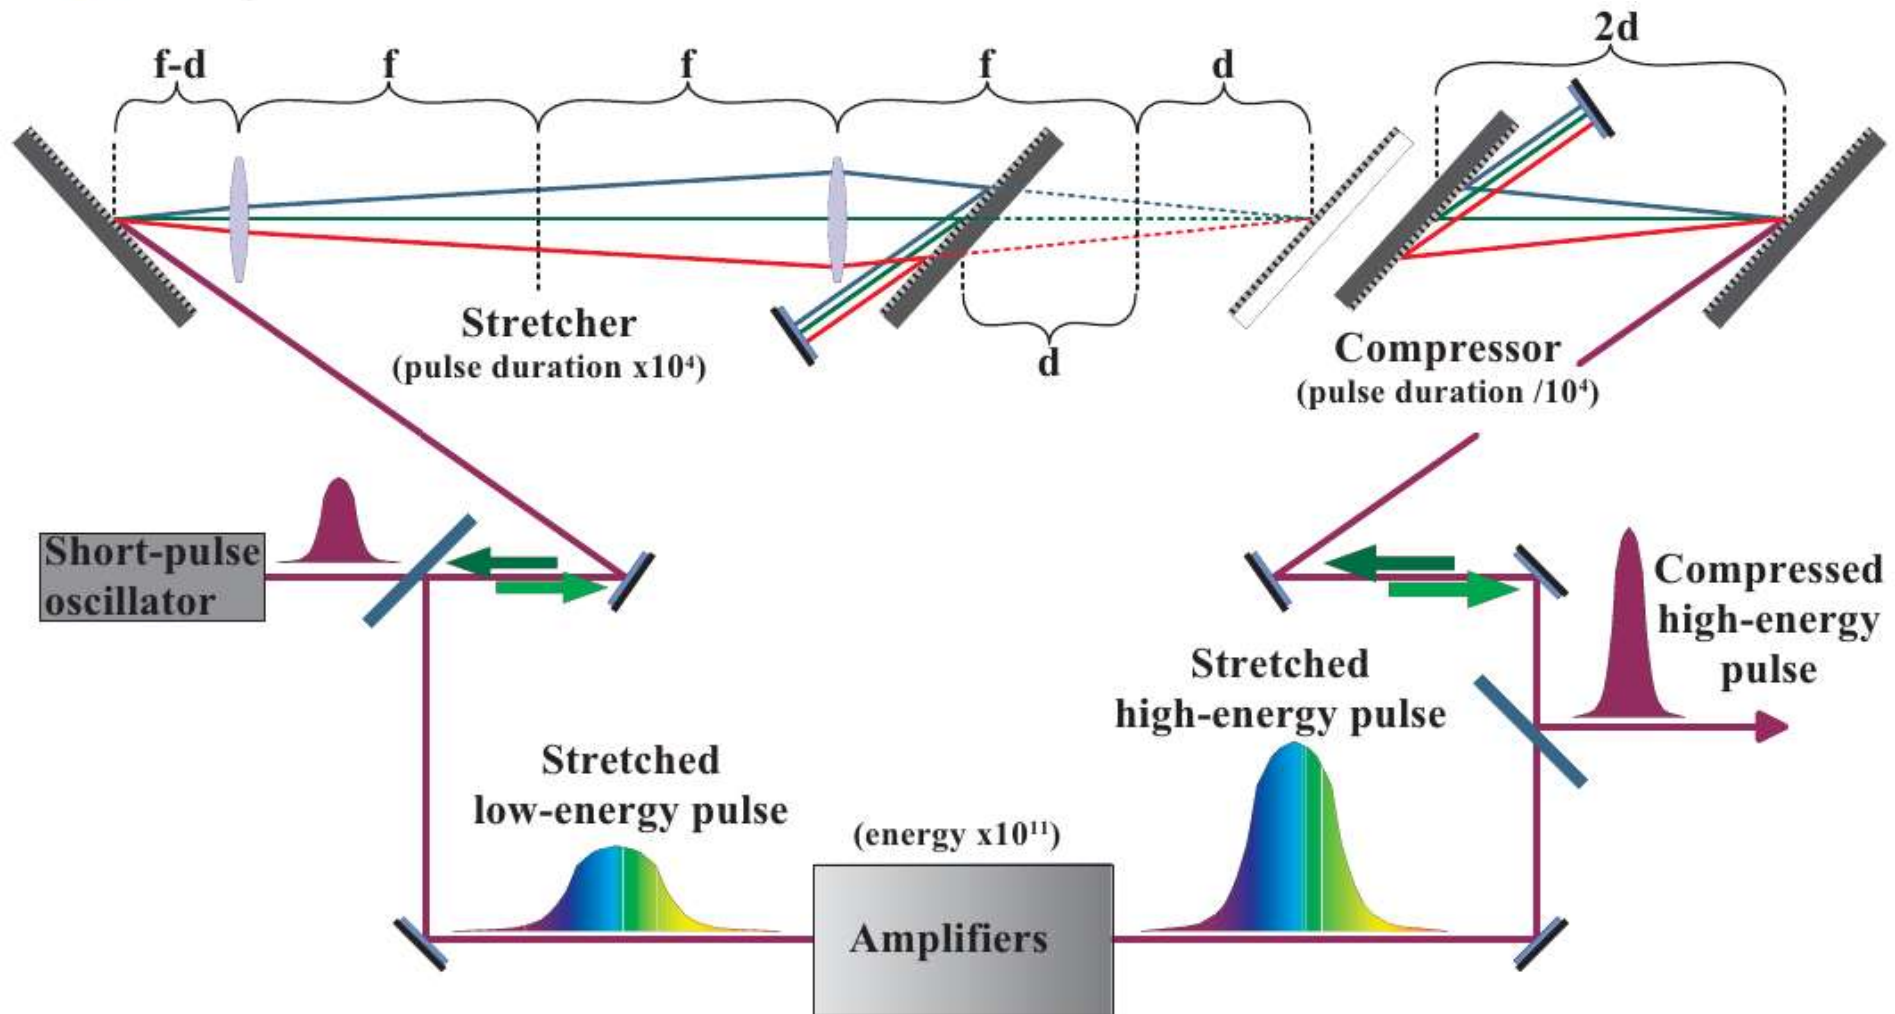 f-d
f
f
f
d
2d
Stretcher
(pulse duration x10⁴)
d
Compressor
(pulse duration /10⁴)
Short-pulse
oscillator
Compressed
high-energy
pulse
Stretched
high-energy pulse
Stretched
low-energy pulse
(energy x10¹¹)
Amplifiers